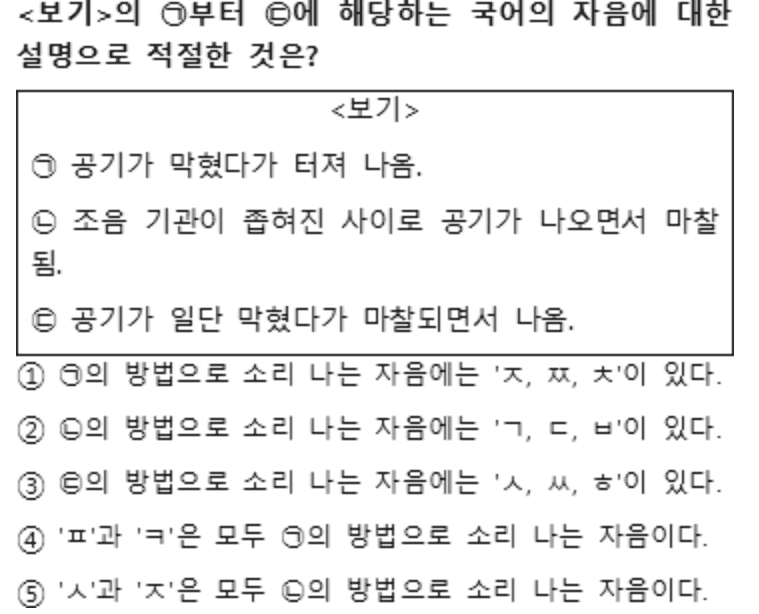 <보기>의 ㉠부터 ㉢에 해당하는 국어의 자음에 대한
설명으로 적절한 것은?
<보기>
㉠ 공기가 막혔다가 터져 나옴.
㉡ 조음 기관이 좁혀진 사이로 공기가 나오면서 마찰
됨.
㉢ 공기가 일단 막혔다가 마찰되면서 나옴.
① ㉠의 방법으로 소리 나는 자음에는 'ㅈ, ㅉ, ㅊ'이 있다.
② ㉡의 방법으로 소리 나는 자음에는 'ㄱ, ㄷ, ㅂ'이 있다.
③ ㉢의 방법으로 소리 나는 자음에는 'ㅅ, ㅆ, ㅎ'이 있다.
④ 'ㅍ'과 'ㅋ'은 모두 ㉠의 방법으로 소리 나는 자음이다.
⑤ 'ㅅ'과 'ㅈ'은 모두 ㉡의 방법으로 소리 나는 자음이다.